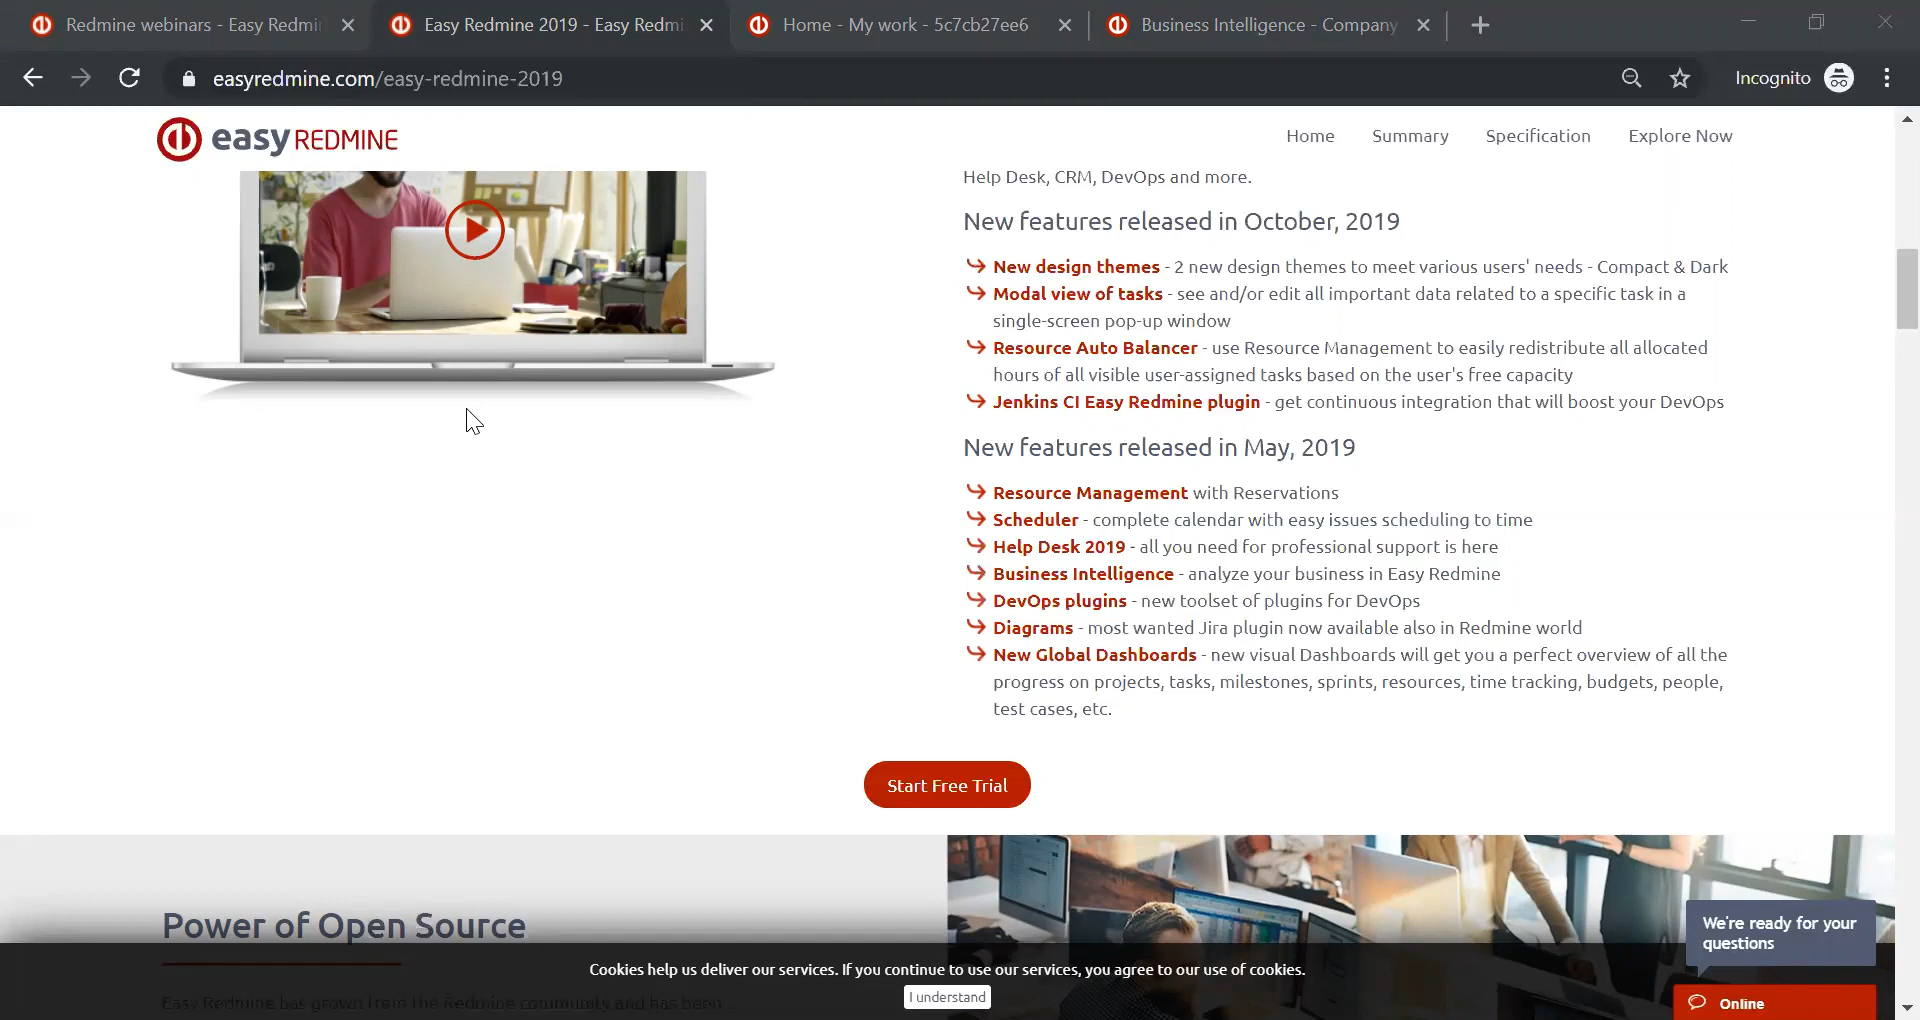 Redmine webinars - Easy Redmi
Easy Redmine 2019 - Easy Redmi
Home - My work - 5c7cb27ee6
Business Intelligence - Company
easyredmine.com/easy-redmine-2019
Incognito
easy REDMINE
Home
Summary
Specification
Explore Now
Help Desk, CRM, DevOps and more.
New features released in October, 2019
New design themes - 2 new design themes to meet various users' needs - Compact & Dark
Modal view of tasks - see and/or edit all important data related to a specific task in a
single-screen pop-up window
Resource Auto Balancer - use Resource Management to easily redistribute all allocated
hours of all visible user-assigned tasks based on the user's free capacity
Jenkins CI Easy Redmine plugin - get continuous integration that will boost your DevOps
New features released in May, 2019
Resource Management with Reservations
Scheduler - complete calendar with easy issues scheduling to time
Help Desk 2019 - all you need for professional support is here
Business Intelligence - analyze your business in Easy Redmine
DevOps plugins - new toolset of plugins for DevOps
Diagrams - most wanted Jira plugin now available also in Redmine world
New Global Dashboards - new visual Dashboards will get you a perfect overview of all the
progress on projects, tasks, milestones, sprints, resources, time tracking, budgets, people,
test cases, etc.
Start Free Trial
Power of Open Source
We're ready for your
questions
Cookies help us deliver our services. If you continue to use our services, you agree to our use of cookies.
I understand
Easy Redmine has grown from the Redmine community and has been
Online